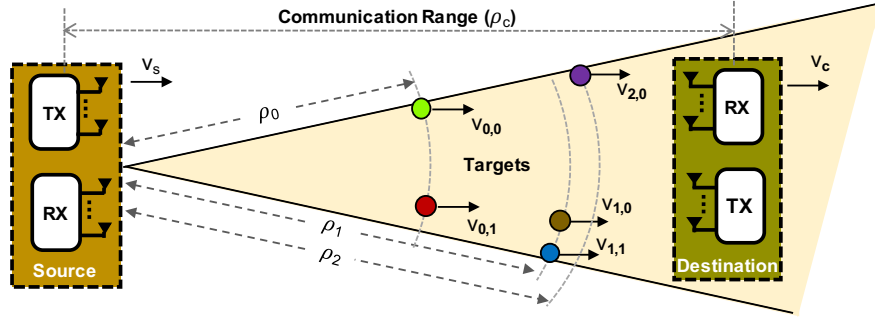 Communication Range (ρc)
Vs
Vc
TX
RX
ρ0
V0,0
V2,0
RX
TX
Targets
V0,1
V1,0
V1,1
ρ1
ρ2
Source
Destination